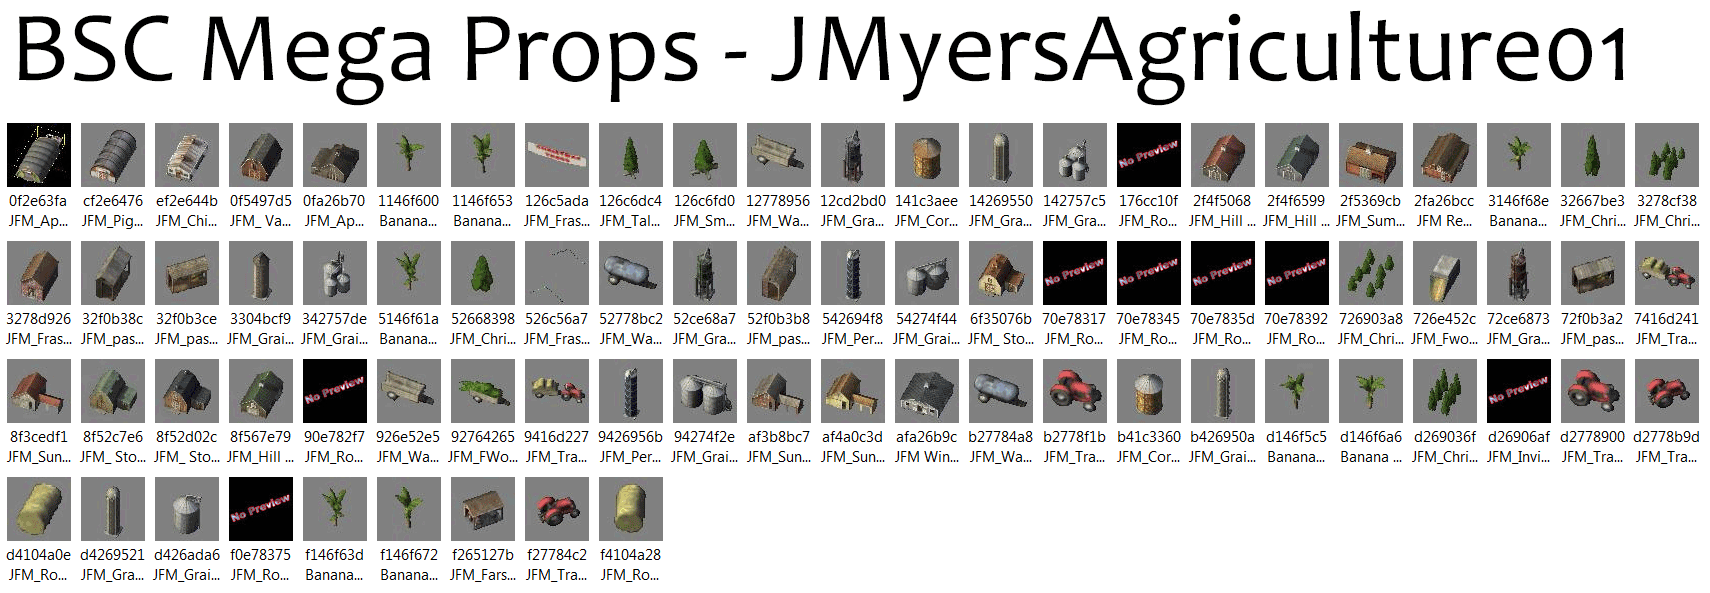 BSC Mega Props - JMyersAgriculture01
No Preview
0f2e63fa cf2e6476 ef2e644b 0f5497d5 0fa26b70 1146f600 1146f653 126c5ada 126c6dc4 126c6fd0 12778956 12cd2bd0 141c3aee 14269550 142757c5 176cc10f 2f4f5068 2f4f6599 2f5369cb 2fa26bcc 3146f68e 32667be3 3278cf38
JFM_Ap... JFM_Pig... JFM_Chi... JFM_ Va... JFM_Ap... Banana... Banana... JFM_Fras... JFM_Tal... JFM_Sm... JFM_Wa... JFM_Gra... JFM_Cor... JFM_Gra... JFM_Gra... JFM_Ro... JFM_Hill ... JFM_Hill ... JFM_Sum... JFM Re... Banana... JFM_Chri... JFM_Chri...
No Preview No Preview No Preview No Preview
3278d926 32f0b38c 32f0b3ce 3304bcf9 342757de 5146f61a 52668398 526c56a7 52778bc2 52ce68a7 52f0b3b8 542694f8 54274f44 6f35076b 70e78317 70e78345 70e7835d 70e78392 726903a8 726e452c 72ce6873 72f0b3a2 7416d241
JFM_Fras... JFM_pas... JFM_pas... JFM_Grai... JFM_Grai... Banana... JFM_Chri... JFM_Fras... JFM_Wa... JFM_Gra... JFM_pas... JFM_Per... JFM_Grai... JFM_ Sto... JFM_Ro... JFM_Ro... JFM_Ro... JFM_Ro... JFM_Chri... JFM_Fwo... JFM_Gra... JFM_pas... JFM_Tra...
No Preview No Preview
8f3cedf1 8f52c7e6 8f52d02c 8f567e79 90e782f7 926e52e5 92764265 9416d227 9426956b 94274f2e af3b8bc7 af4a0c3d afa26b9c b27784a8 b2778f1b b41c3360 b426950a d146f5c5 d146f6a6 d269036f d26906af d2778900 d2778b9d
JFM_Sun... JFM_ Sto... JFM_ Sto... JFM_Hill ... JFM_Ro... JFM_Wa... JFM_FWo... JFM_Tra... JFM_Per... JFM_Grai... JFM_Sun... JFM_Sun... JFM Win... JFM_Wa... JFM_Tra... JFM_Cor... JFM_Grai... Banana... Banana ... JFM_Chri... JFM_Invi... JFM_Tra... JFM_Tra...
No Preview
d4104a0e d4269521 d426ada6 f0e78375 f146f63d f146f672 f265127b f27784c2 f4104a28
JFM_Ro... JFM_Gra... JFM_Grai... JFM_Ro... Banana... Banana... JFM_Fars... JFM_Tra... JFM_Ro...